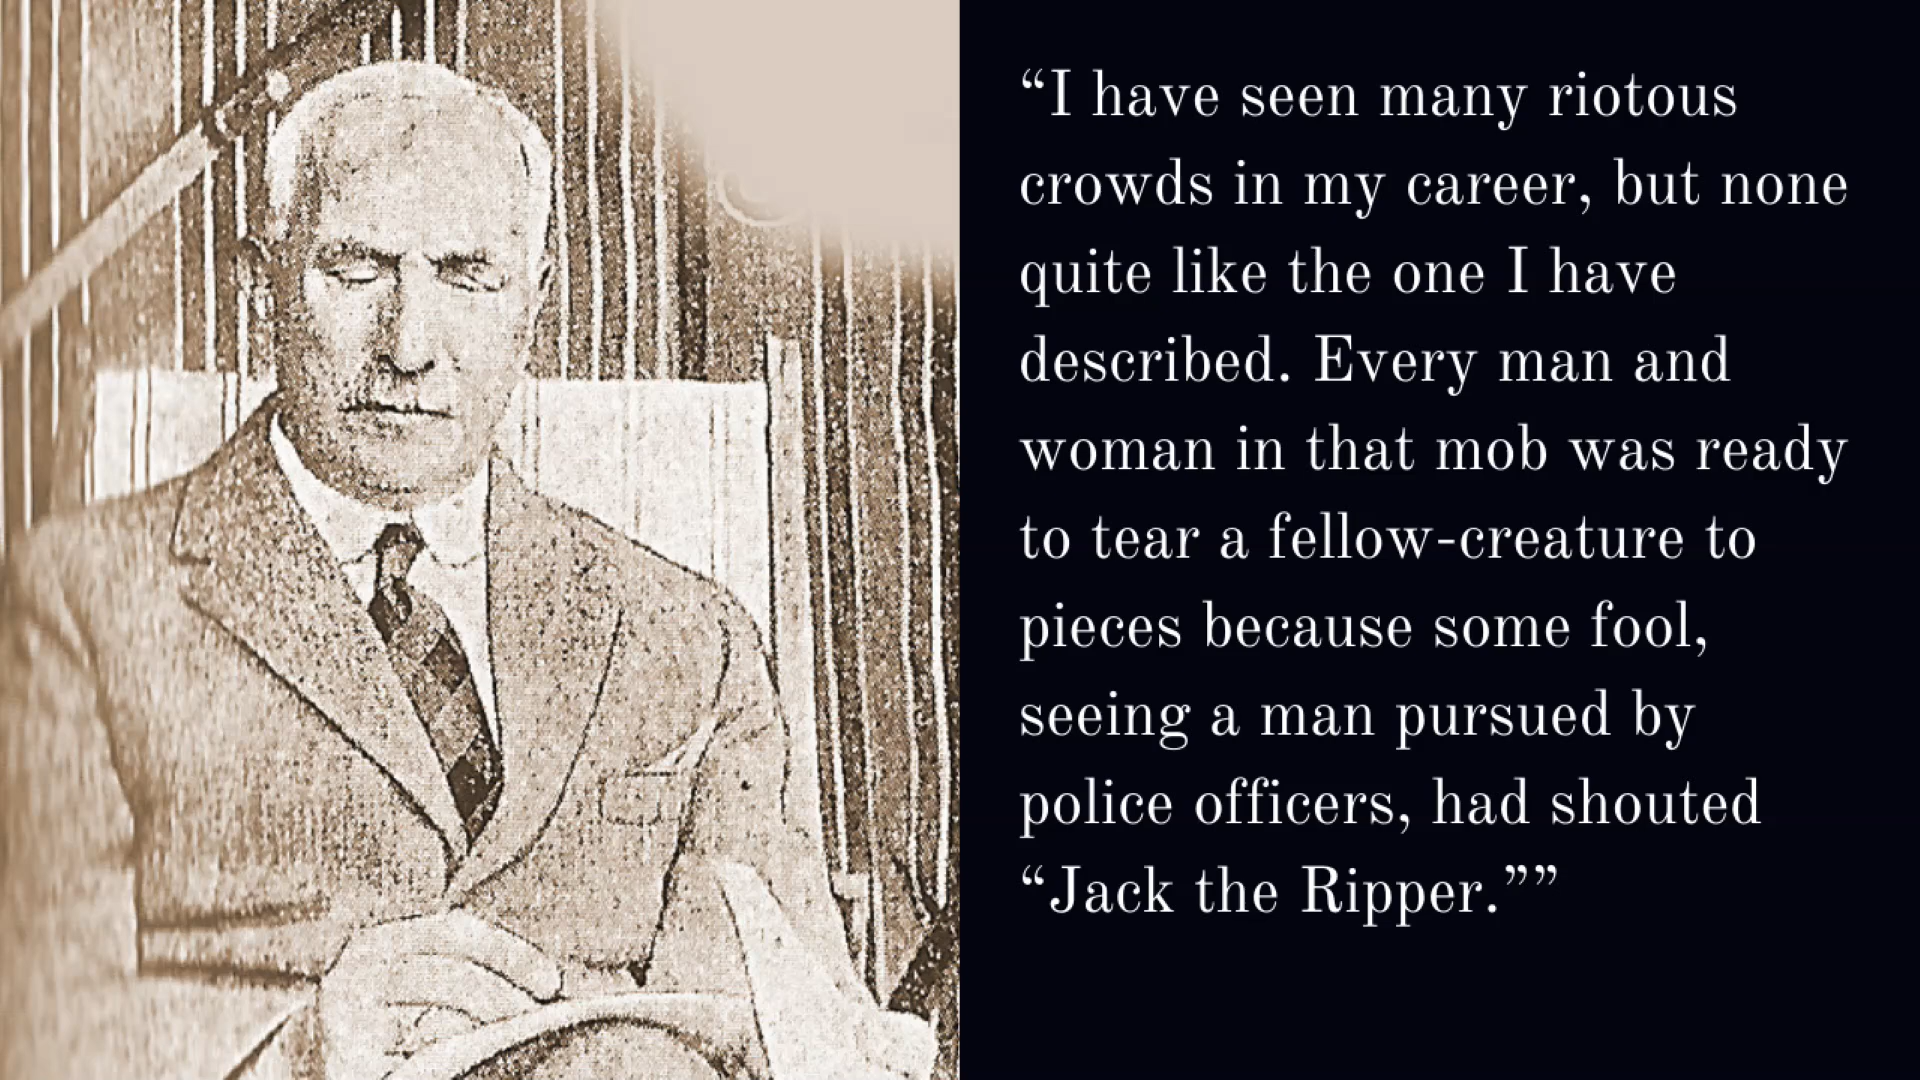 “I have seen many riotous
crowds in my career, but none
quite like the one I have
described. Every man and
woman in that mob was ready
to tear a fellow-creature to
pieces because some fool,
seeing a man pursued by
police officers, had shouted
“Jack the Ripper.””